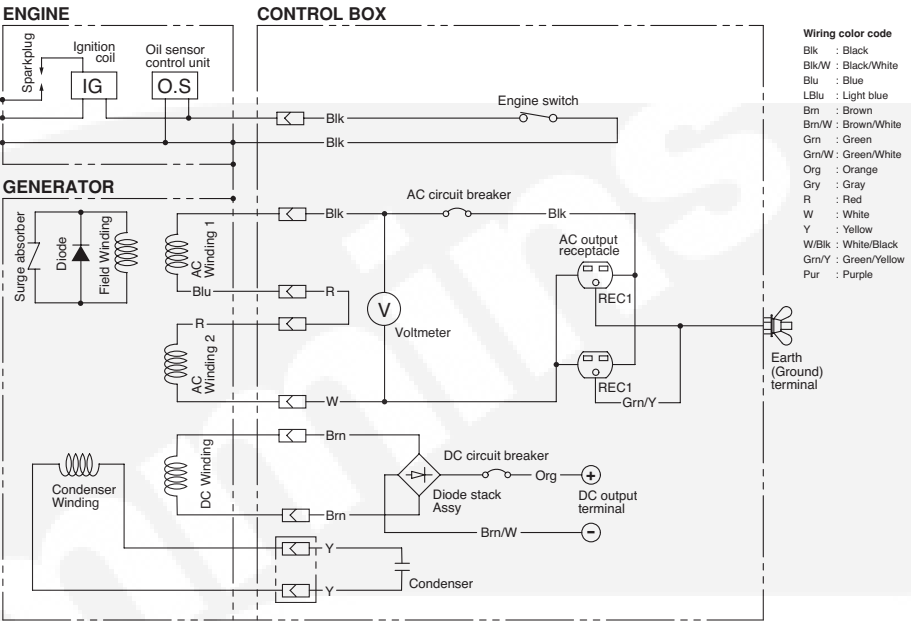 ENGINE
CONTROL BOX
Sparkplug
Ignition
coil
Oil sensor
control unit
IG
O.S
Engine switch
Blk
Blk
GENERATOR
Surge absorber
Diode
Field Winding
AC
Winding 1
Blk
AC circuit breaker
Blk
AC output
receptacle
REC1
Blu
R
R
V
Voltmeter
AC
Winding 2
REC1
W
Grn/Y
Earth
(Ground)
terminal
Brn
DC Winding
DC circuit breaker
Org
+
DC output
terminal
Diode stack
Assy
Condenser
Winding
Brn
Brn/W
-
Y
Y
Condenser
Wiring color code
Blk : Black
Blk/W : Black/White
Blu : Blue
LBlu : Light blue
Brn : Brown
Brn/W : Brown/White
Grn : Green
Grn/W : Green/White
Org : Orange
Gry : Gray
R : Red
W : White
Y : Yellow
W/Blk : White/Black
Grn/Y : Green/Yellow
Pur : Purple